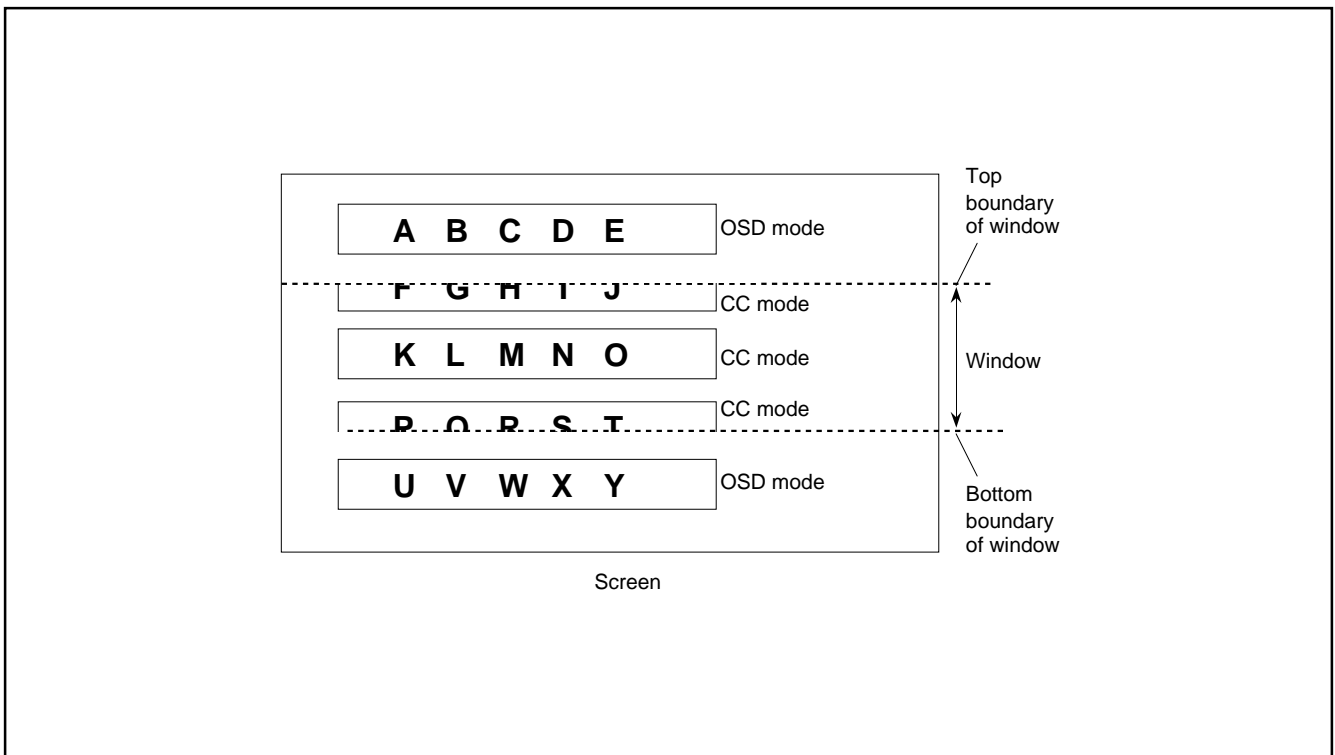 Top
boundary
of window
A B C D E
OSD mode
F G H I J
CC mode
K L M N O
CC mode
Window
CC mode
P Q R S T
U V W X Y
OSD mode
Bottom
boundary
of window
Screen